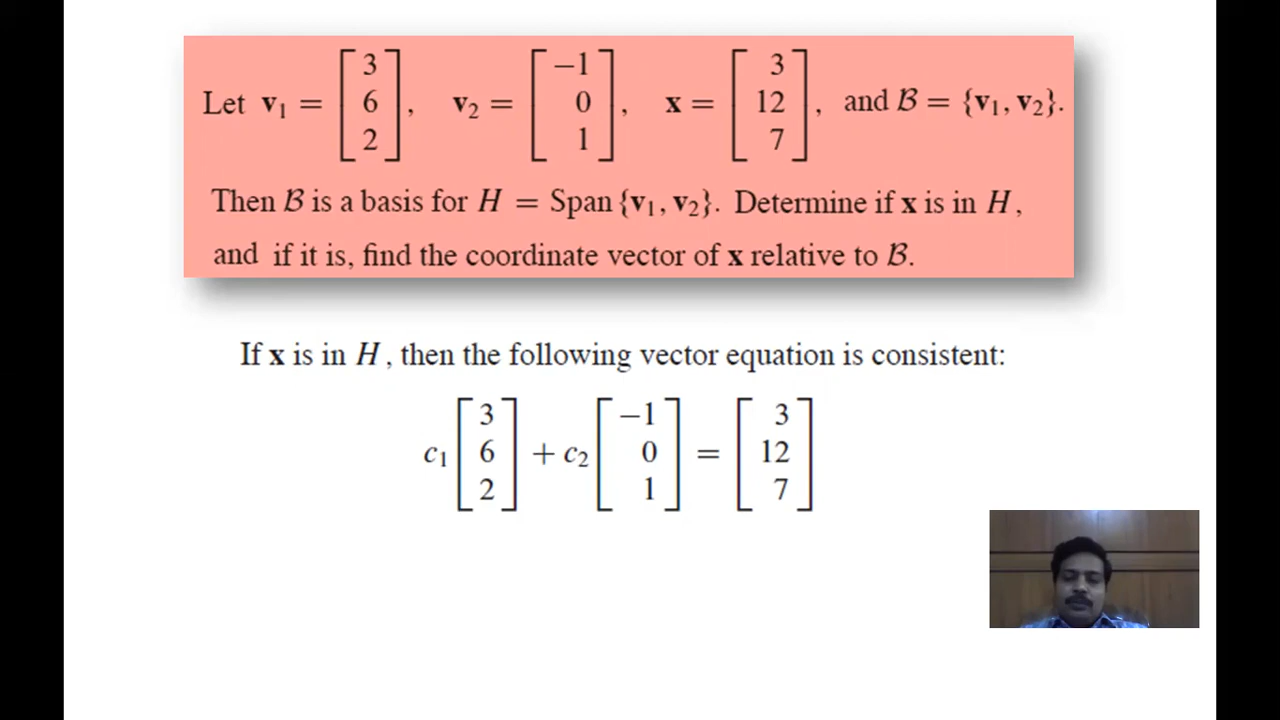 Let v₁ = [3 6 2], v₂ = [−1 0 1], x = [3 12 7], and ℬ = {v₁, v₂}.
Then ℬ is a basis for H = Span {v₁, v₂}. Determine if x is in H,
and if it is, find the coordinate vector of x relative to ℬ.
If x is in H, then the following vector equation is consistent:
c₁ [3 6 2] + c₂ [−1 0 1] = [3 12 7]